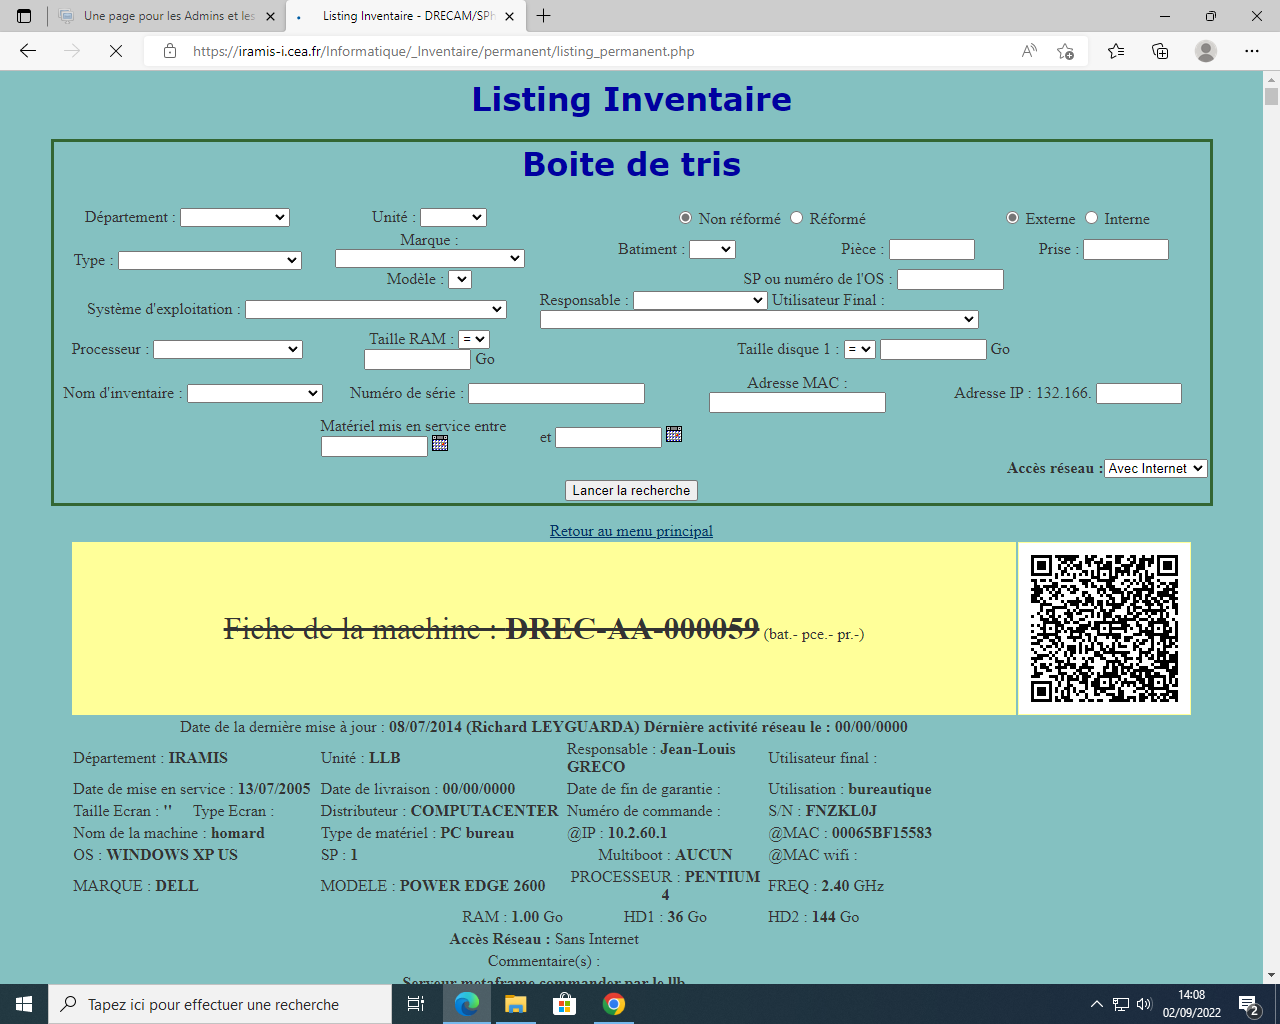 Une page pour les Admins et les
Listing Inventaire - DRECAM/SPh
https://iramis-i.cea.fr/Informatique/_Inventaire/permanent/listing_permanent.php
Listing Inventaire
Boite de tris
Département : Unité : Non réformé Réformé Externe Interne
Type : Marque : Batiment : Pièce : Prise :
Modèle : SP ou numéro de l'OS :
Système d'exploitation : Responsable : Utilisateur Final :
Processeur : Taille RAM : = Go Taille disque 1 : = Go
Nom d'inventaire : Numéro de série : Adresse MAC : Adresse IP : 132.166.
Matériel mis en service entre et
Accès réseau : Avec Internet
Lancer la recherche
Retour au menu principal
Fiche de la machine : DREC-AA-000059 (bat.- pce.- pr.-)
Date de la dernière mise à jour : 08/07/2014 (Richard LEYGUARDA) Dérnière activité réseau le : 00/00/0000
Département : IRAMIS Unité : LLB Responsable : Jean-Louis GRECO Utilisateur final :
Date de mise en service : 13/07/2005 Date de livraison : 00/00/0000 Date de fin de garantie : Utilisation : bureautique
Taille Ecran : '' Type Ecran : Distributeur : COMPUTACENTER Numéro de commande : S/N : FNZKL0J
Nom de la machine : homard Type de matériel : PC bureau @IP : 10.2.60.1 @MAC : 00065BF15583
OS : WINDOWS XP US SP : 1 Multiboot : AUCUN @MAC wifi :
MARQUE : DELL MODELE : POWER EDGE 2600 PROCESSEUR : PENTIUM 4 FREQ : 2.40 GHz
RAM : 1.00 Go HD1 : 36 Go HD2 : 144 Go
Accès Réseau : Sans Internet
Commentaire(s) :
Serveur metaframe commander par le llb
Tapez ici pour effectuer une recherche
14:08
02/09/2022
2